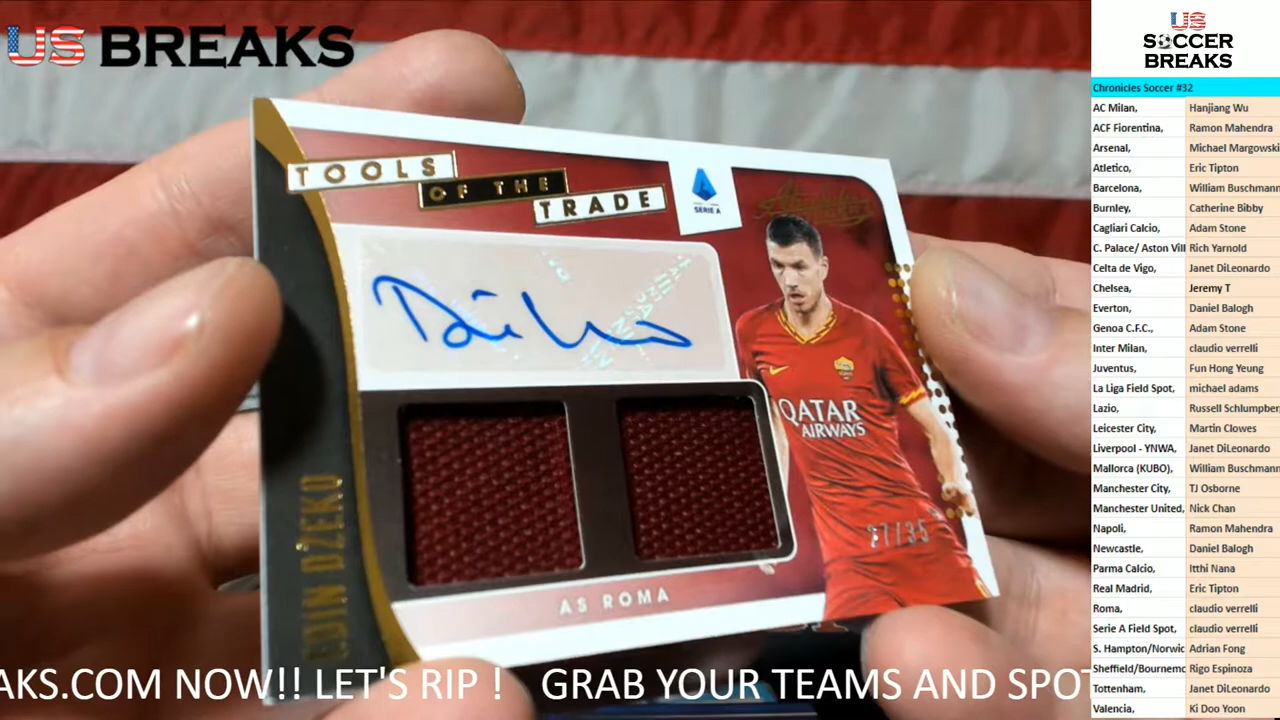 US BREAKS
TOOLS
OF THE
TRADE
SERIE A
Absolute
QATAR
AIRWAYS
27/35
AS ROMA
EDIN DŽEKO
AKS.COM NOW!! LET'S RIP ! GRAB YOUR TEAMS AND SPOT
US
SOCCER
BREAKS
Chronicles Soccer #32
AC Milan, Hanjiang Wu
ACF Fiorentina, Ramon Mahendra
Arsenal, Michael Margowski
Atletico, Eric Tipton
Barcelona, William Buschmann
Burnley, Catherine Bibby
Cagliari Calcio, Adam Stone
C. Palace/ Aston Vill Rich Yarnold
Celta de Vigo, Janet DiLeonardo
Chelsea, Jeremy T
Everton, Daniel Balogh
Genoa C.F.C., Adam Stone
Inter Milan, claudio verrelli
Juventus, Fun Hong Yeung
La Liga Field Spot, michael adams
Lazio, Russell Schlumper
Leicester City, Martin Clowes
Liverpool - YNWA, Janet DiLeonardo
Mallorca (KUBO), William Buschmann
Manchester City, TJ Osborne
Manchester United, Nick Chan
Napoli, Ramon Mahendra
Newcastle, Daniel Balogh
Parma Calcio, Itthi Nana
Real Madrid, Eric Tipton
Roma, claudio verrelli
Serie A Field Spot, claudio verrelli
S. Hampton/Norwic Adrian Fong
Sheffield/Bournemo Rigo Espinoza
Tottenham, Janet DiLeonardo
Valencia, Ki Doo Yoon